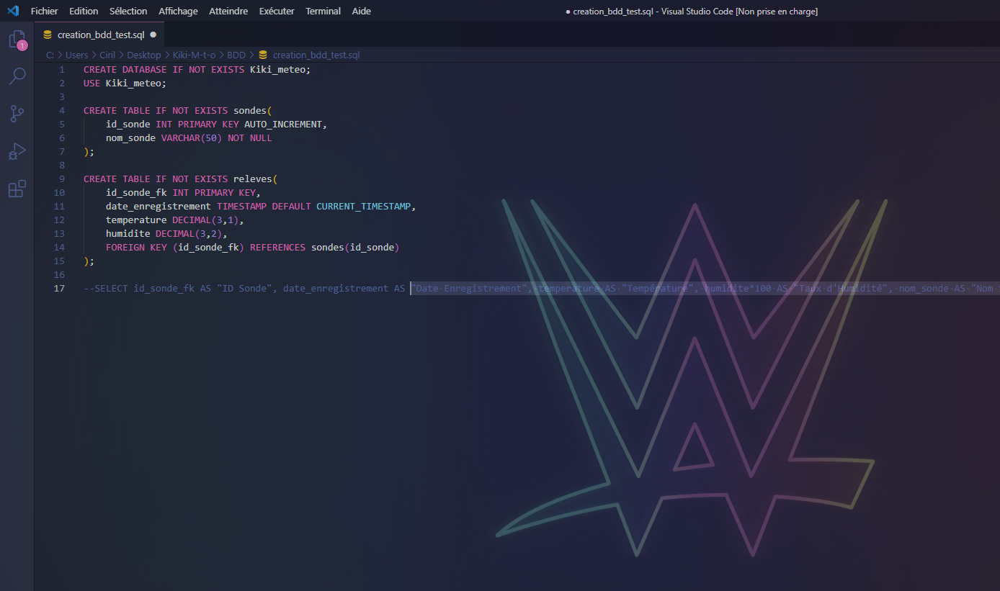 Fichier Edition Sélection Affichage Atteindre Exécuter Terminal Aide ● creation_bdd_test.sql - Visual Studio Code [Non prise en charge]
creation_bdd_test.sql ●
1
C: > Users > Ciril > Desktop > Kiki-M-t-o > BDD > creation_bdd_test.sql
1 CREATE DATABASE IF NOT EXISTS Kiki_meteo;
2 USE Kiki_meteo;
3
4 CREATE TABLE IF NOT EXISTS sondes(
5 id_sonde INT PRIMARY KEY AUTO_INCREMENT,
6 nom_sonde VARCHAR(50) NOT NULL
7 );
8
9 CREATE TABLE IF NOT EXISTS releves(
10 id_sonde_fk INT PRIMARY KEY,
11 date_enregistrement TIMESTAMP DEFAULT CURRENT_TIMESTAMP,
12 temperature DECIMAL(3,1),
13 humidite DECIMAL(3,2),
14 FOREIGN KEY (id_sonde_fk) REFERENCES sondes(id_sonde)
15 );
16
17 --SELECT id_sonde_fk AS "ID Sonde", date_enregistrement AS "Date·Enregistrement",·temperature·AS·"Température",·humidite*100·AS·"Taux·d'Humidité",·nom_sonde·AS·"Nom